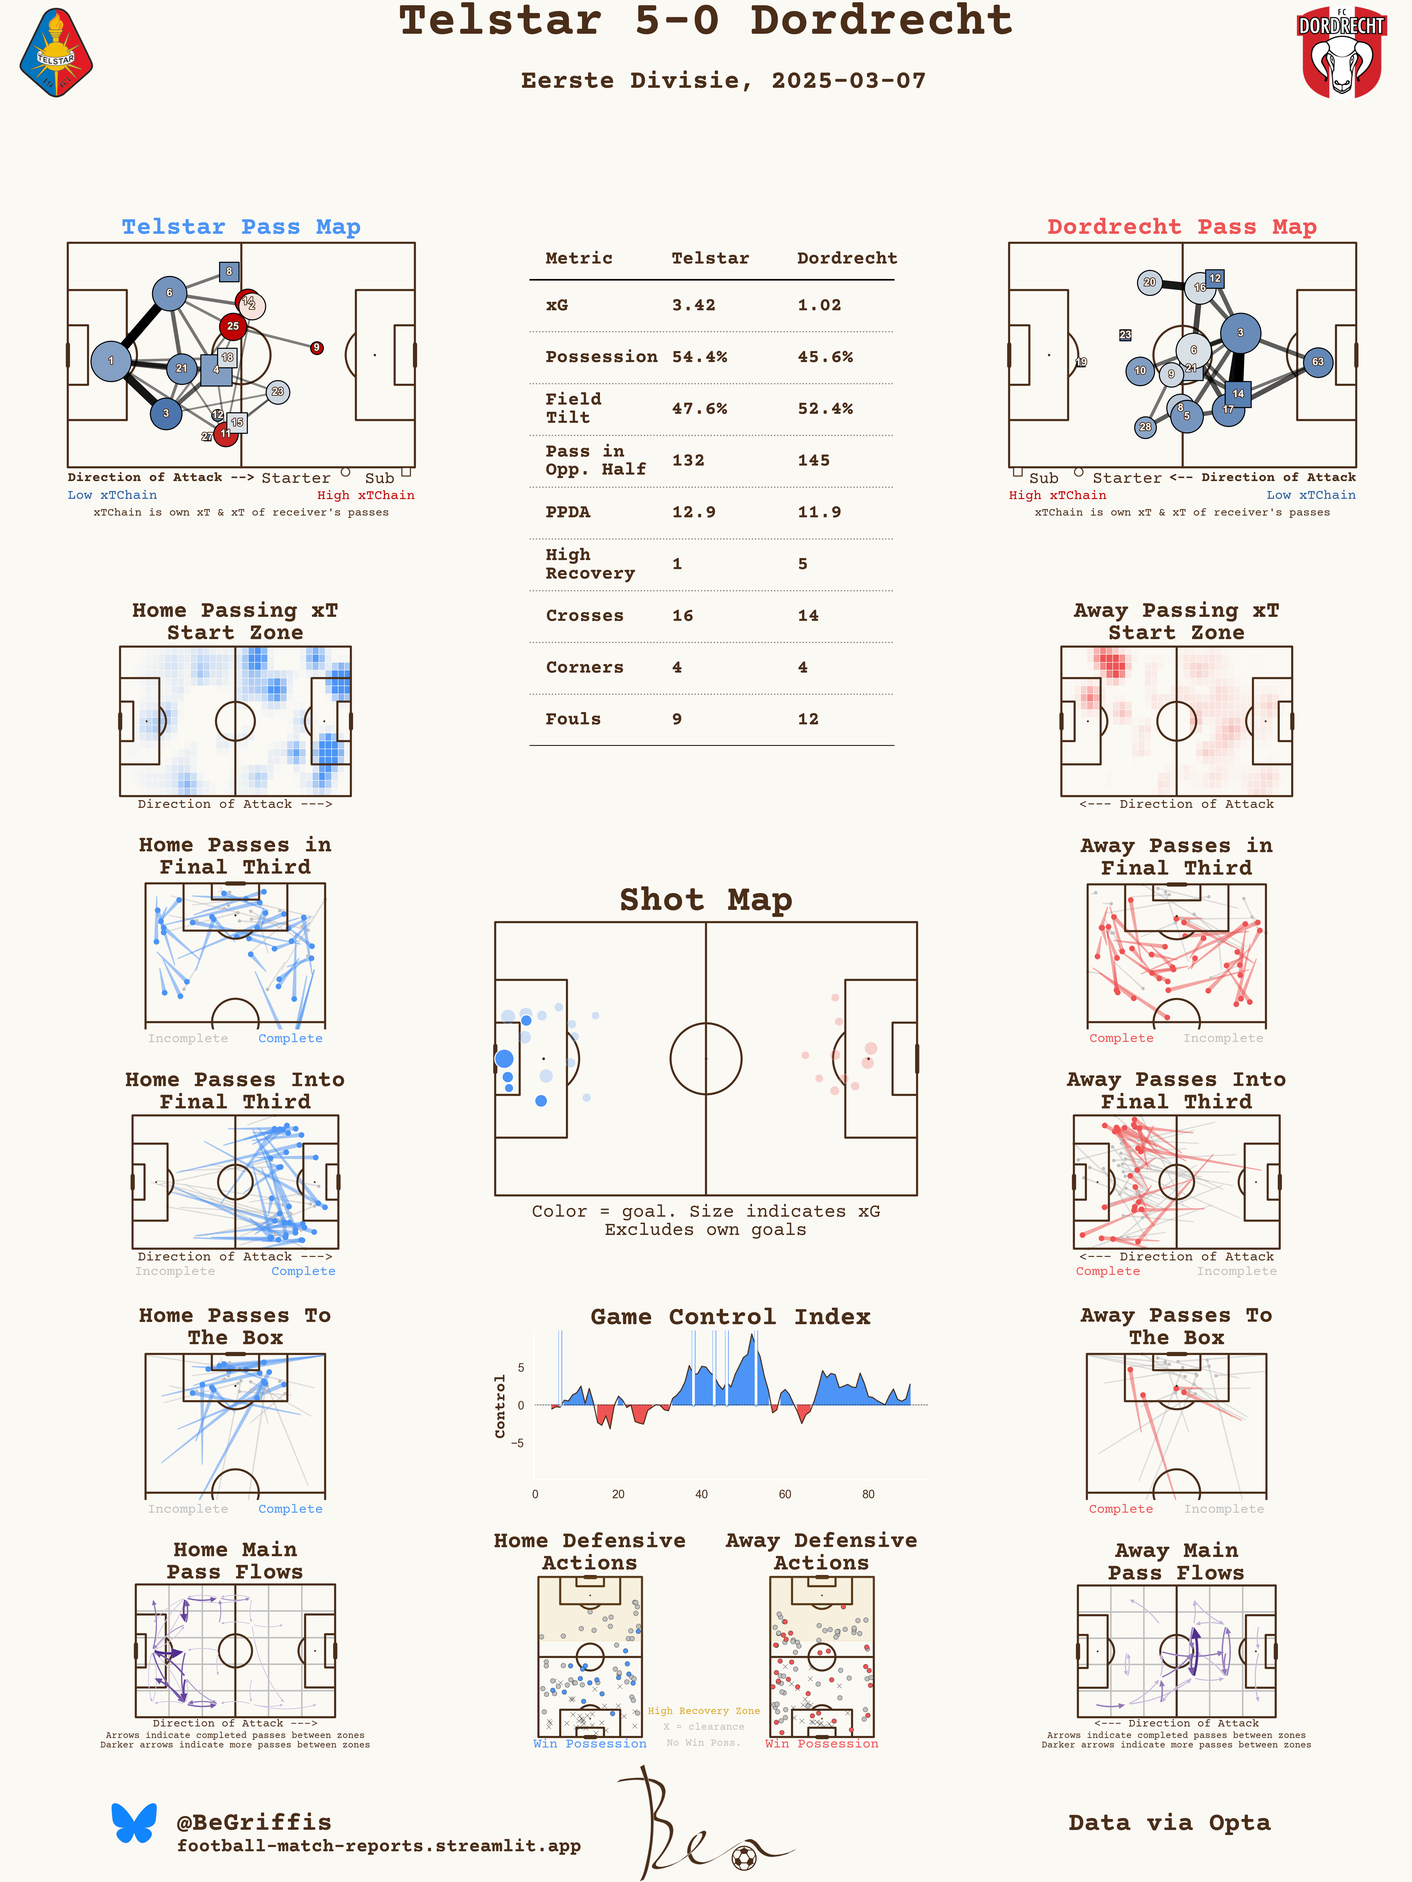 Telstar 5-0 Dordrecht
Eerste Divisie, 2025-03-07
TELSTAR
FC
DORDRECHT
Telstar Pass Map
8
6
14
2
25
9
1
18
21
4
23
3
12
15
27
11
Direction of Attack --> Starter Sub
Low xTChain High xTChain
xTChain is own xT & xT of receiver's passes
Metric Telstar Dordrecht
xG 3.42 1.02
Possession 54.4% 45.6%
Field
Tilt 47.6% 52.4%
Pass in
Opp. Half 132 145
PPDA 12.9 11.9
High
Recovery 1 5
Crosses 16 14
Corners 4 4
Fouls 9 12
Dordrecht Pass Map
20
16
12
23
3
6
19
63
10
9
21
14
8
5
17
28
Sub Starter <-- Direction of Attack
High xTChain Low xTChain
xTChain is own xT & xT of receiver's passes
Home Passing xT
Start Zone
Direction of Attack --->
Away Passing xT
Start Zone
<--- Direction of Attack
Home Passes in
Final Third
Incomplete Complete
Shot Map
Color = goal. Size indicates xG
Excludes own goals
Away Passes in
Final Third
Complete Incomplete
Home Passes Into
Final Third
Direction of Attack --->
Incomplete Complete
Away Passes Into
Final Third
<--- Direction of Attack
Complete Incomplete
Home Passes To
The Box
Incomplete Complete
Game Control Index
Control
5
0
−5
0 20 40 60 80
Away Passes To
The Box
Complete Incomplete
Home Main
Pass Flows
Direction of Attack --->
Arrows indicate completed passes between zones
Darker arrows indicate more passes between zones
Home Defensive
Actions
Win Possession
High Recovery Zone
X = clearance
No Win Poss.
Away Defensive
Actions
Win Possession
Away Main
Pass Flows
<--- Direction of Attack
Arrows indicate completed passes between zones
Darker arrows indicate more passes between zones
@BeGriffis
football-match-reports.streamlit.app
Ben
Data via Opta